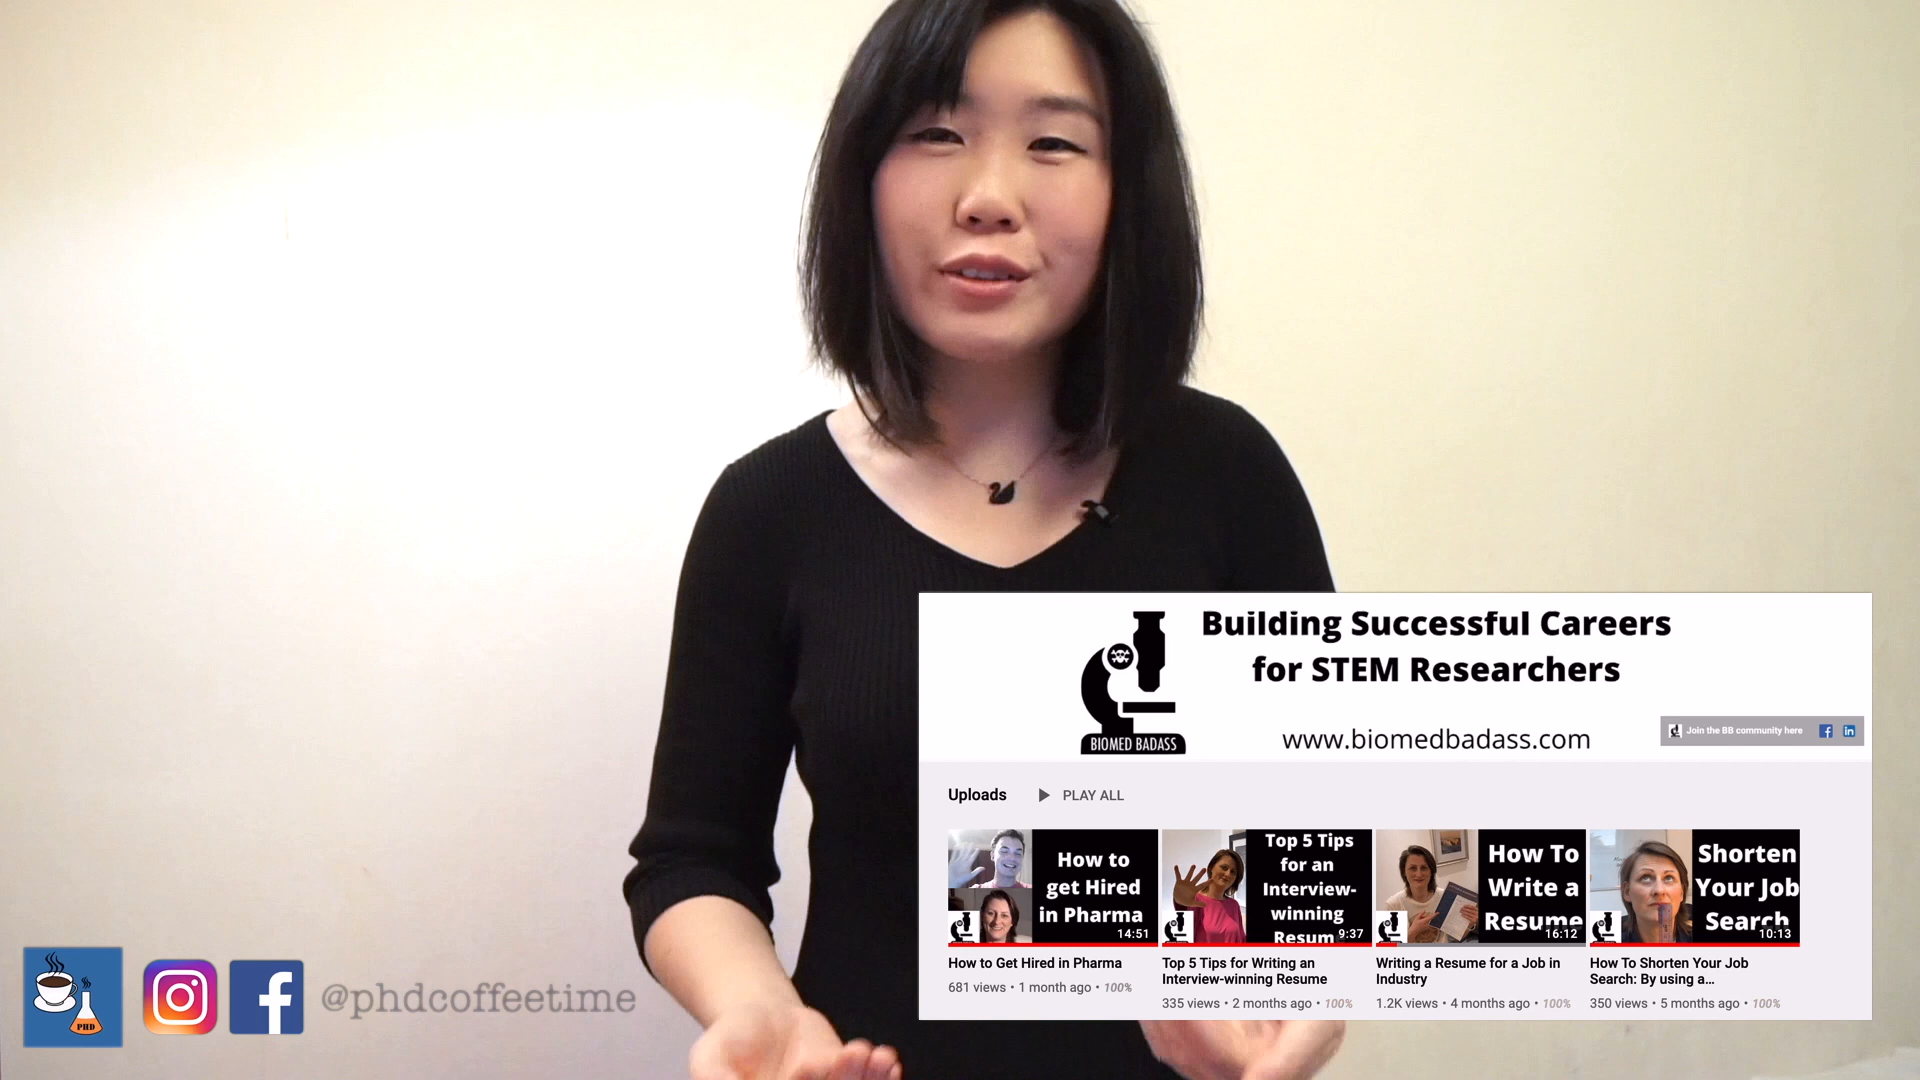 Building Successful Careers
for STEM Researchers
BIOMED BADASS
www.biomedbadass.com
Join the BB community here
Uploads
PLAY ALL
How to
get Hired
in Pharma
14:51
Top 5 Tips
for an
Interview-
winning
Resum
9:37
How To
Write a
Resume
16:12
Shorten
Your Job
Search
10:13
How to Get Hired in Pharma
681 views • 1 month ago • 100%
Top 5 Tips for Writing an
Interview-winning Resume
335 views • 2 months ago • 100%
Writing a Resume for a Job in
Industry
1.2K views • 4 months ago • 100%
How To Shorten Your Job
Search: By using a...
350 views • 5 months ago • 100%
PHD
@phdcoffeetime